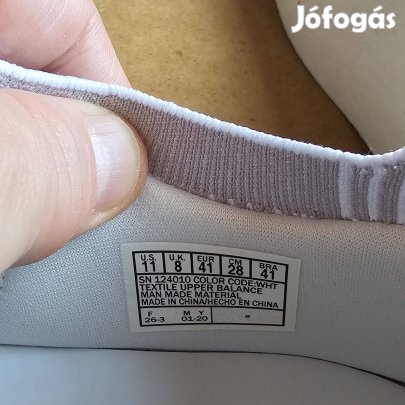 Jófogás
U.S. U.K. EUR CM BRA
11 8 41 28 41
SN 124010 COLOR CODE:WHT
TEXTILE UPPER BALANCE
MAN MADE MATERIAL
MADE IN CHINA/HECHO EN CHINA
F M Y
26-3 01-20